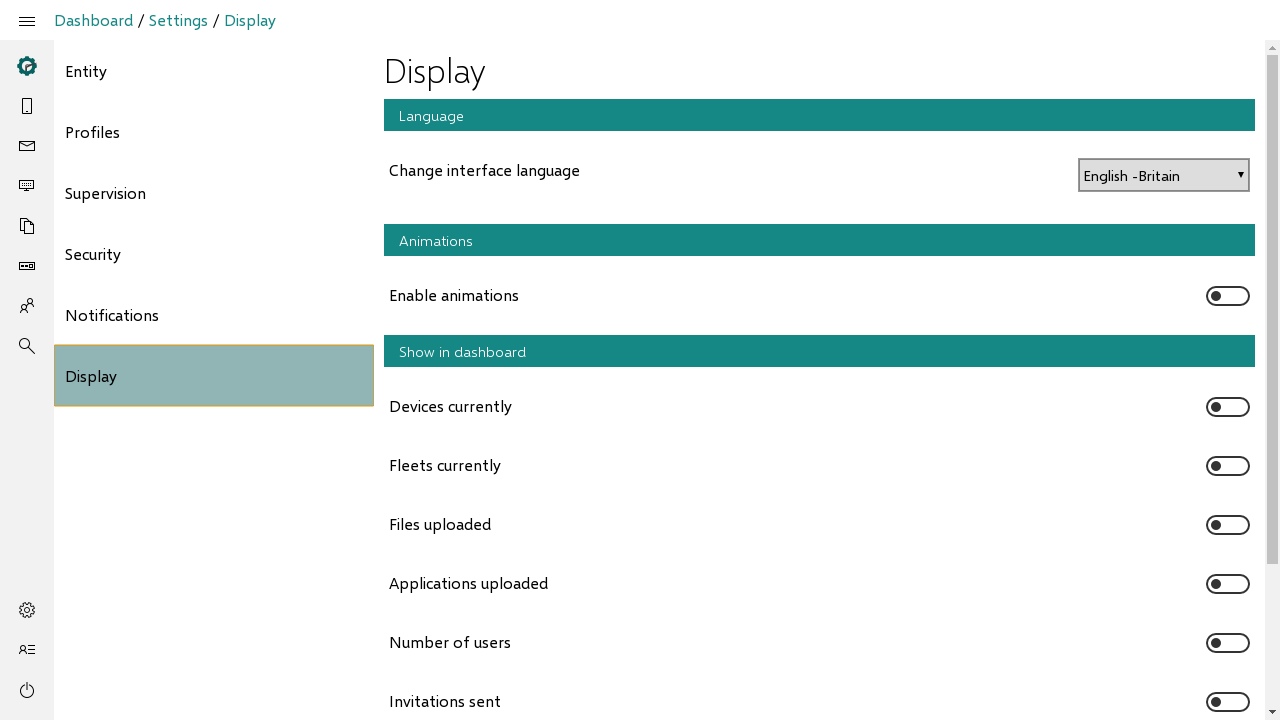 Dashboard / Settings / Display
Entity
Profiles
Supervision
Security
Notifications
Display
Display
Language
Change interface language
English -Britain
Animations
Enable animations
Show in dashboard
Devices currently
Fleets currently
Files uploaded
Applications uploaded
Number of users
Invitations sent